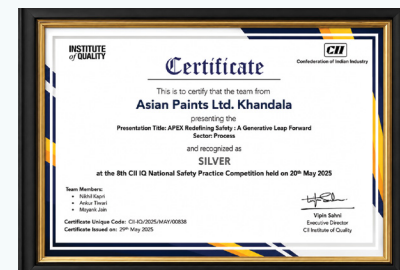 INSTITUTE
of QUALITY
CII
Confederation of Indian Industry
Certificate
This is to certify that the team from
Asian Paints Ltd. Khandala
presenting the
Presentation Title: APEX Redefining Safety : A Generative Leap Forward
Sector: Process
and recognized as
SILVER
at the 8th CII IQ National Safety Practice Competition held on 20th May 2025
Team Members:
• Nikhil Kapri
• Ankur Tiwari
• Mayank Jain
Certificate Unique Code: CII-IQ/2025/MAY/00838
Certificate Issued on: 29th May 2025
Vipin Sahni
Executive Director
CII Institute of Quality